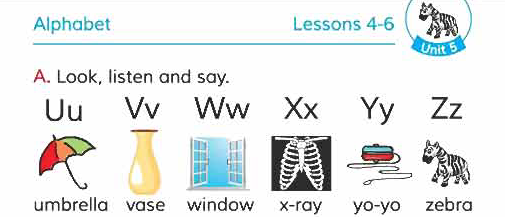 Alphabet Lessons 4-6
Unit 5
A. Look, listen and say.
Uu Vv Ww Xx Yy Zz
umbrella vase window x-ray yo-yo zebra